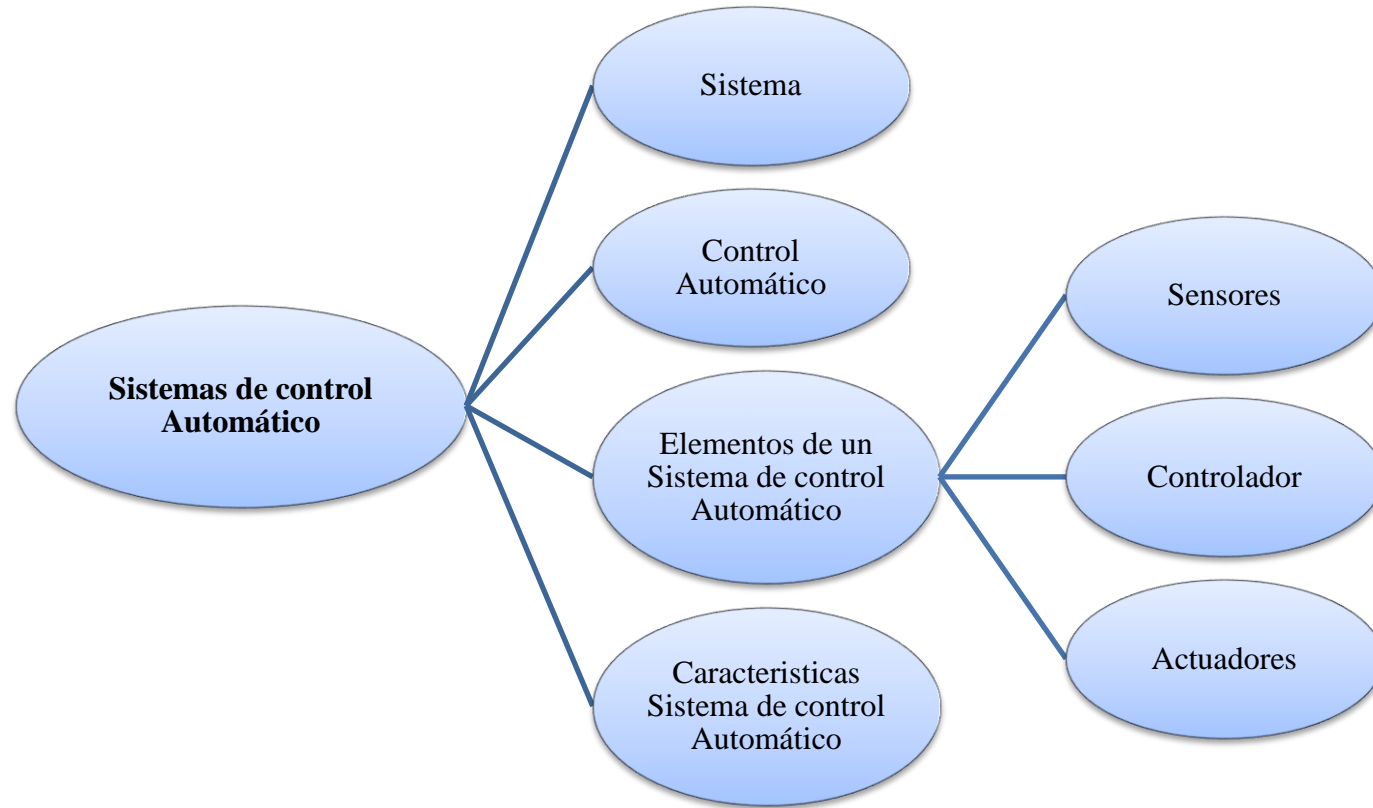 Sistemas de control
Automático
Sistema
Control
Automático
Elementos de un
Sistema de control
Automático
Caracteristicas
Sistema de control
Automático
Sensores
Controlador
Actuadores